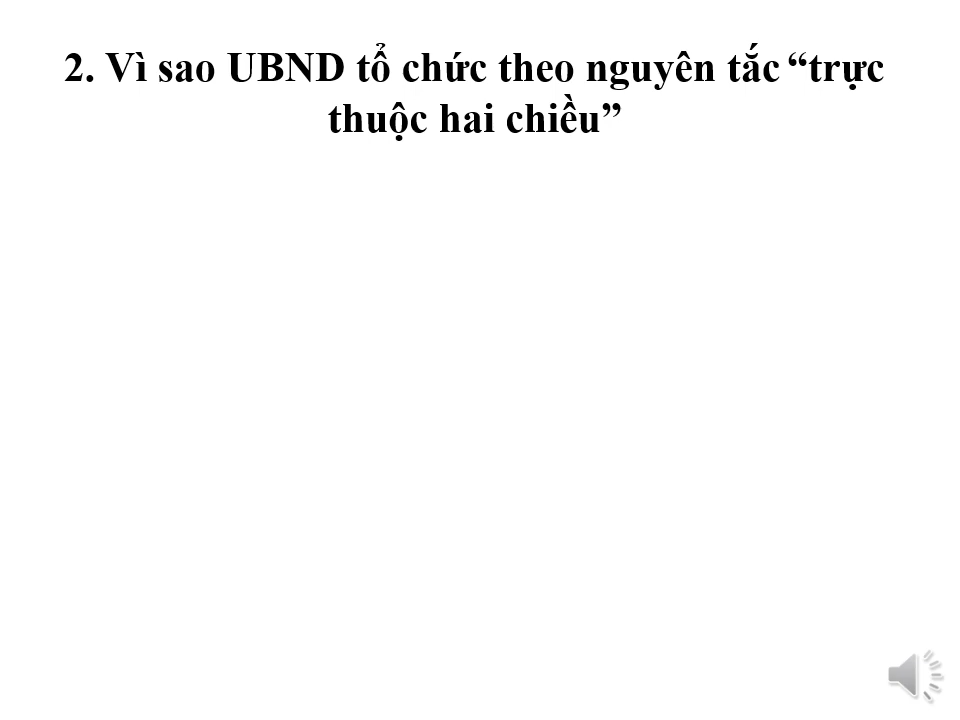 2. Vì sao UBND tổ chức theo nguyên tắc “trực
thuộc hai chiều”